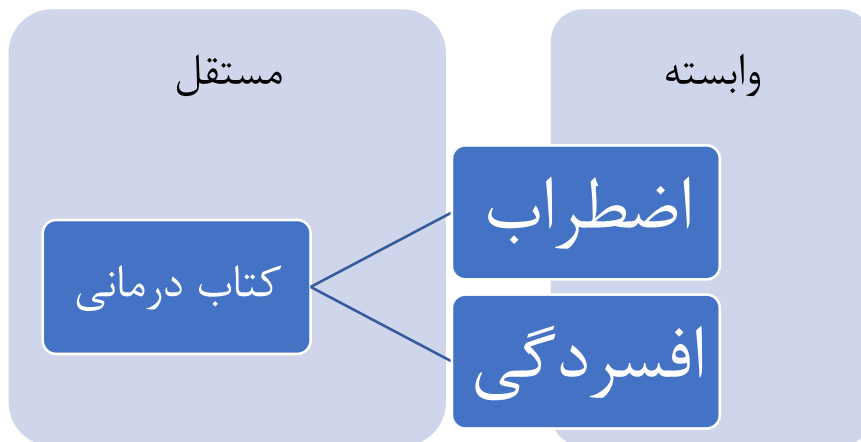 وابسته
مستقل
اضطراب
کتاب درمانی
افسردگی